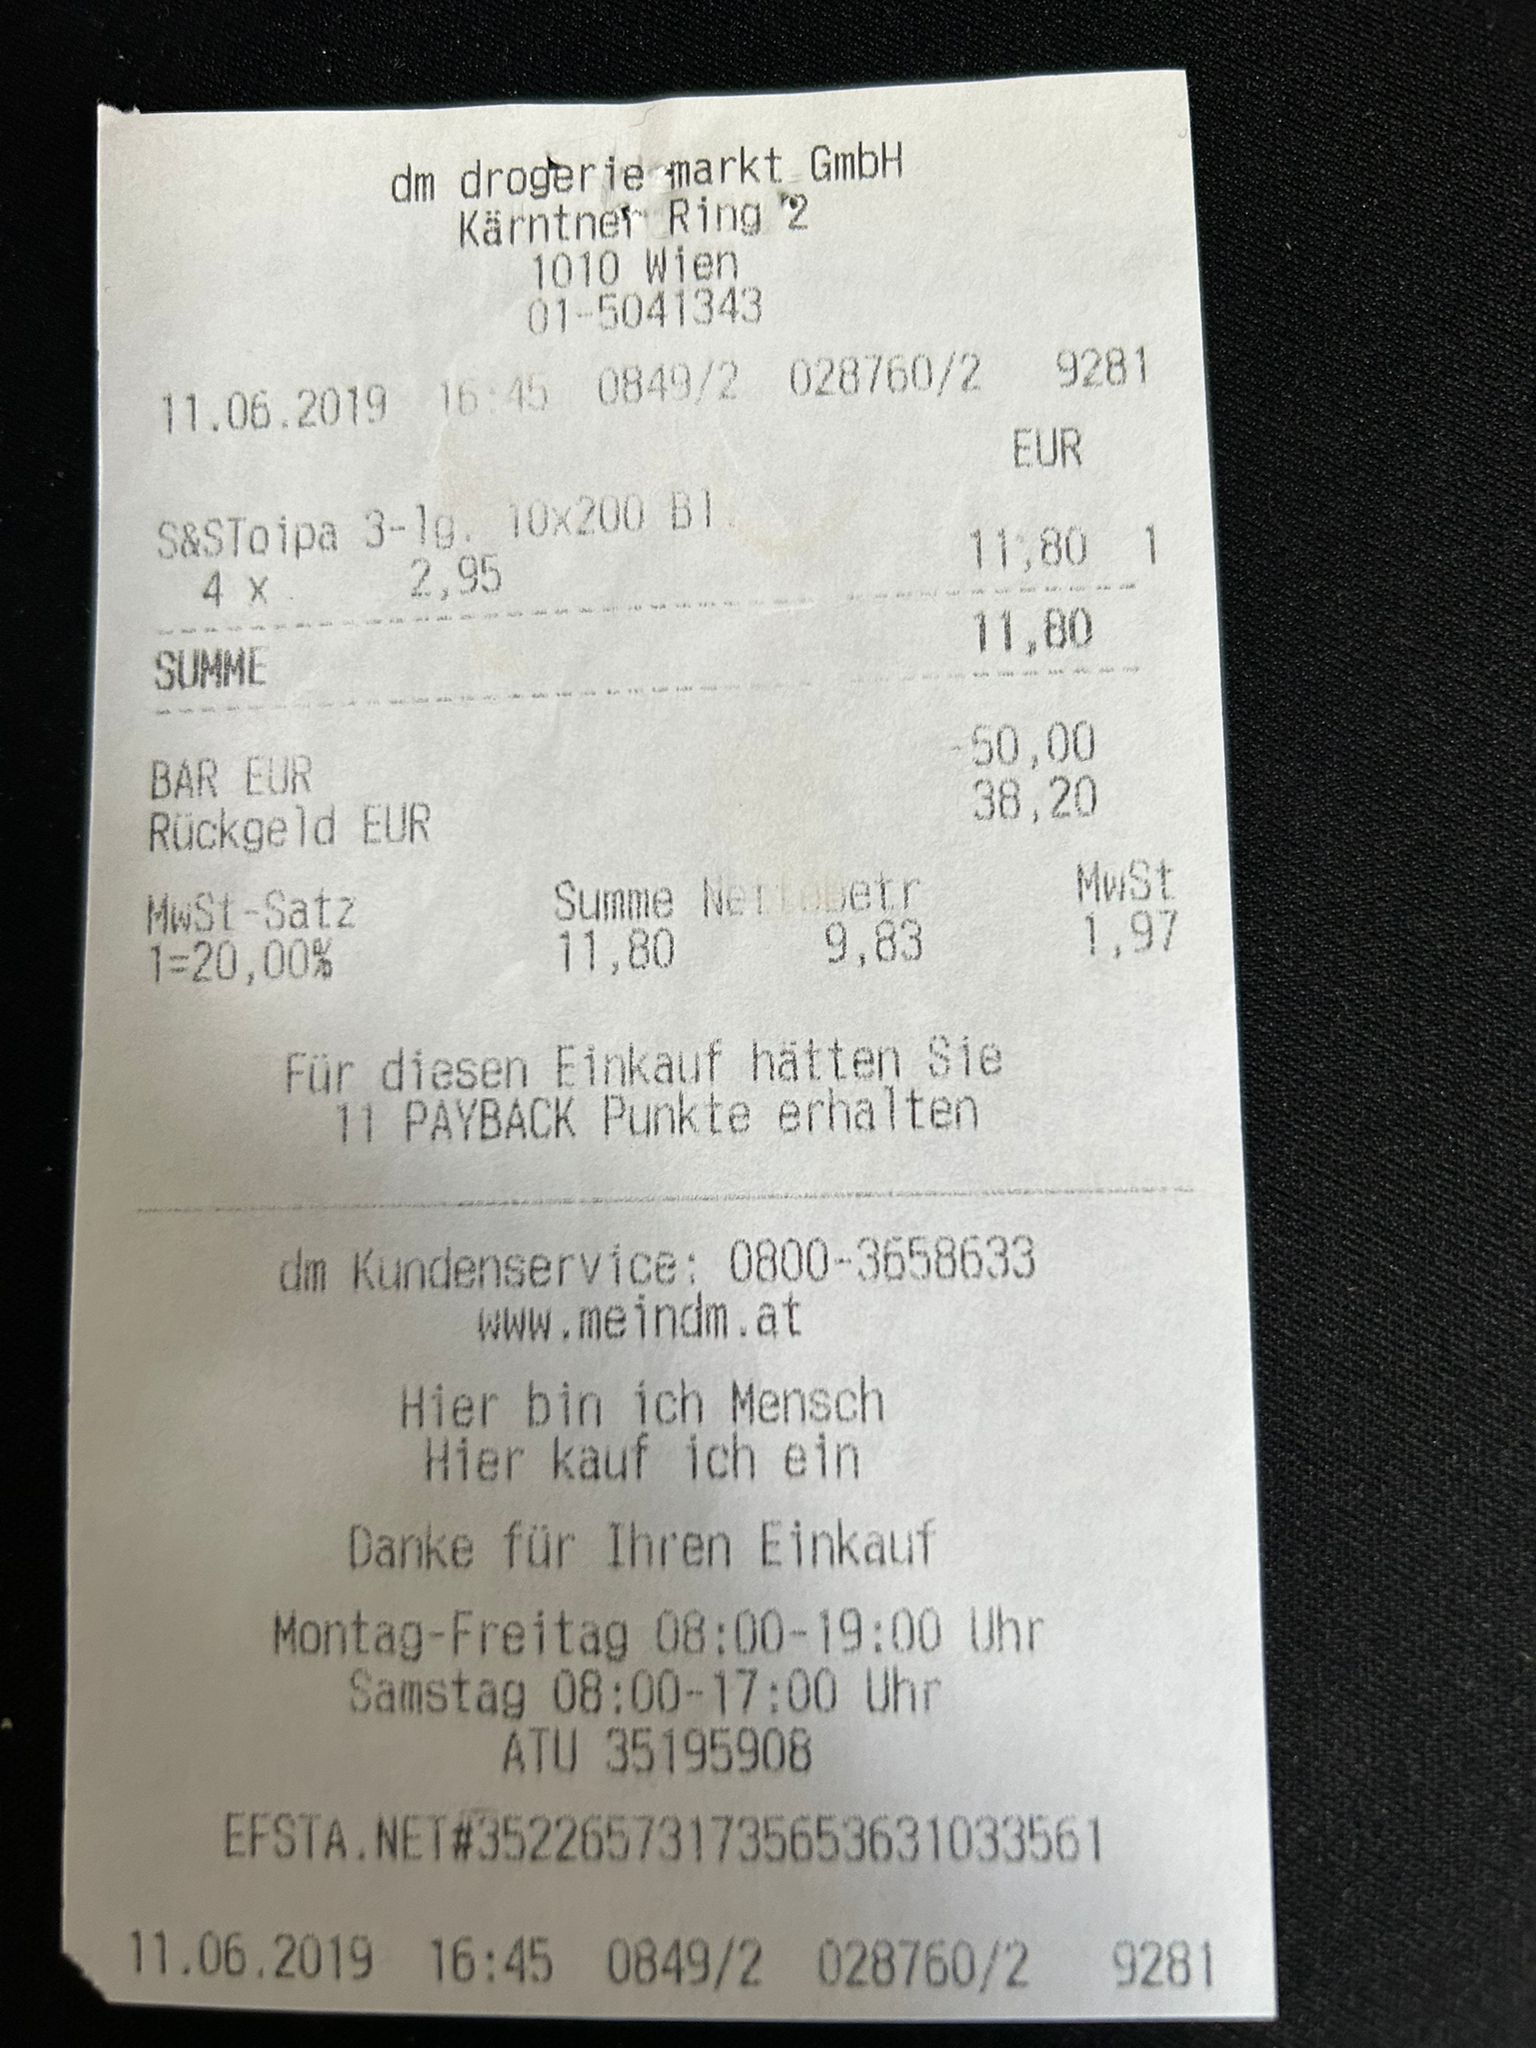 dm drogerie markt GmbH
Kärntner Ring 2
1010 Wien
01-5041343
11.06.2019 16:45 0849/2 028760/2 9281
EUR
S&SToipa 3-lg. 10x200 Bl.
4 x 2,95 11,80 1
SUMME 11,80
BAR EUR -50,00
Rückgeld EUR 38,20
MwSt-Satz Summe Nettobetr MwSt
1=20,00% 11,80 9,83 1,97
Für diesen Einkauf hätten Sie
11 PAYBACK Punkte erhalten
dm Kundenservice: 0800-3658633
www.meindm.at
Hier bin ich Mensch
Hier kauf ich ein
Danke für Ihren Einkauf
Montag-Freitag 08:00-19:00 Uhr
Samstag 08:00-17:00 Uhr
ATU 35195908
EFSTA.NET#35226573173565363103​3561
11.06.2019 16:45 0849/2 028760/2 9281